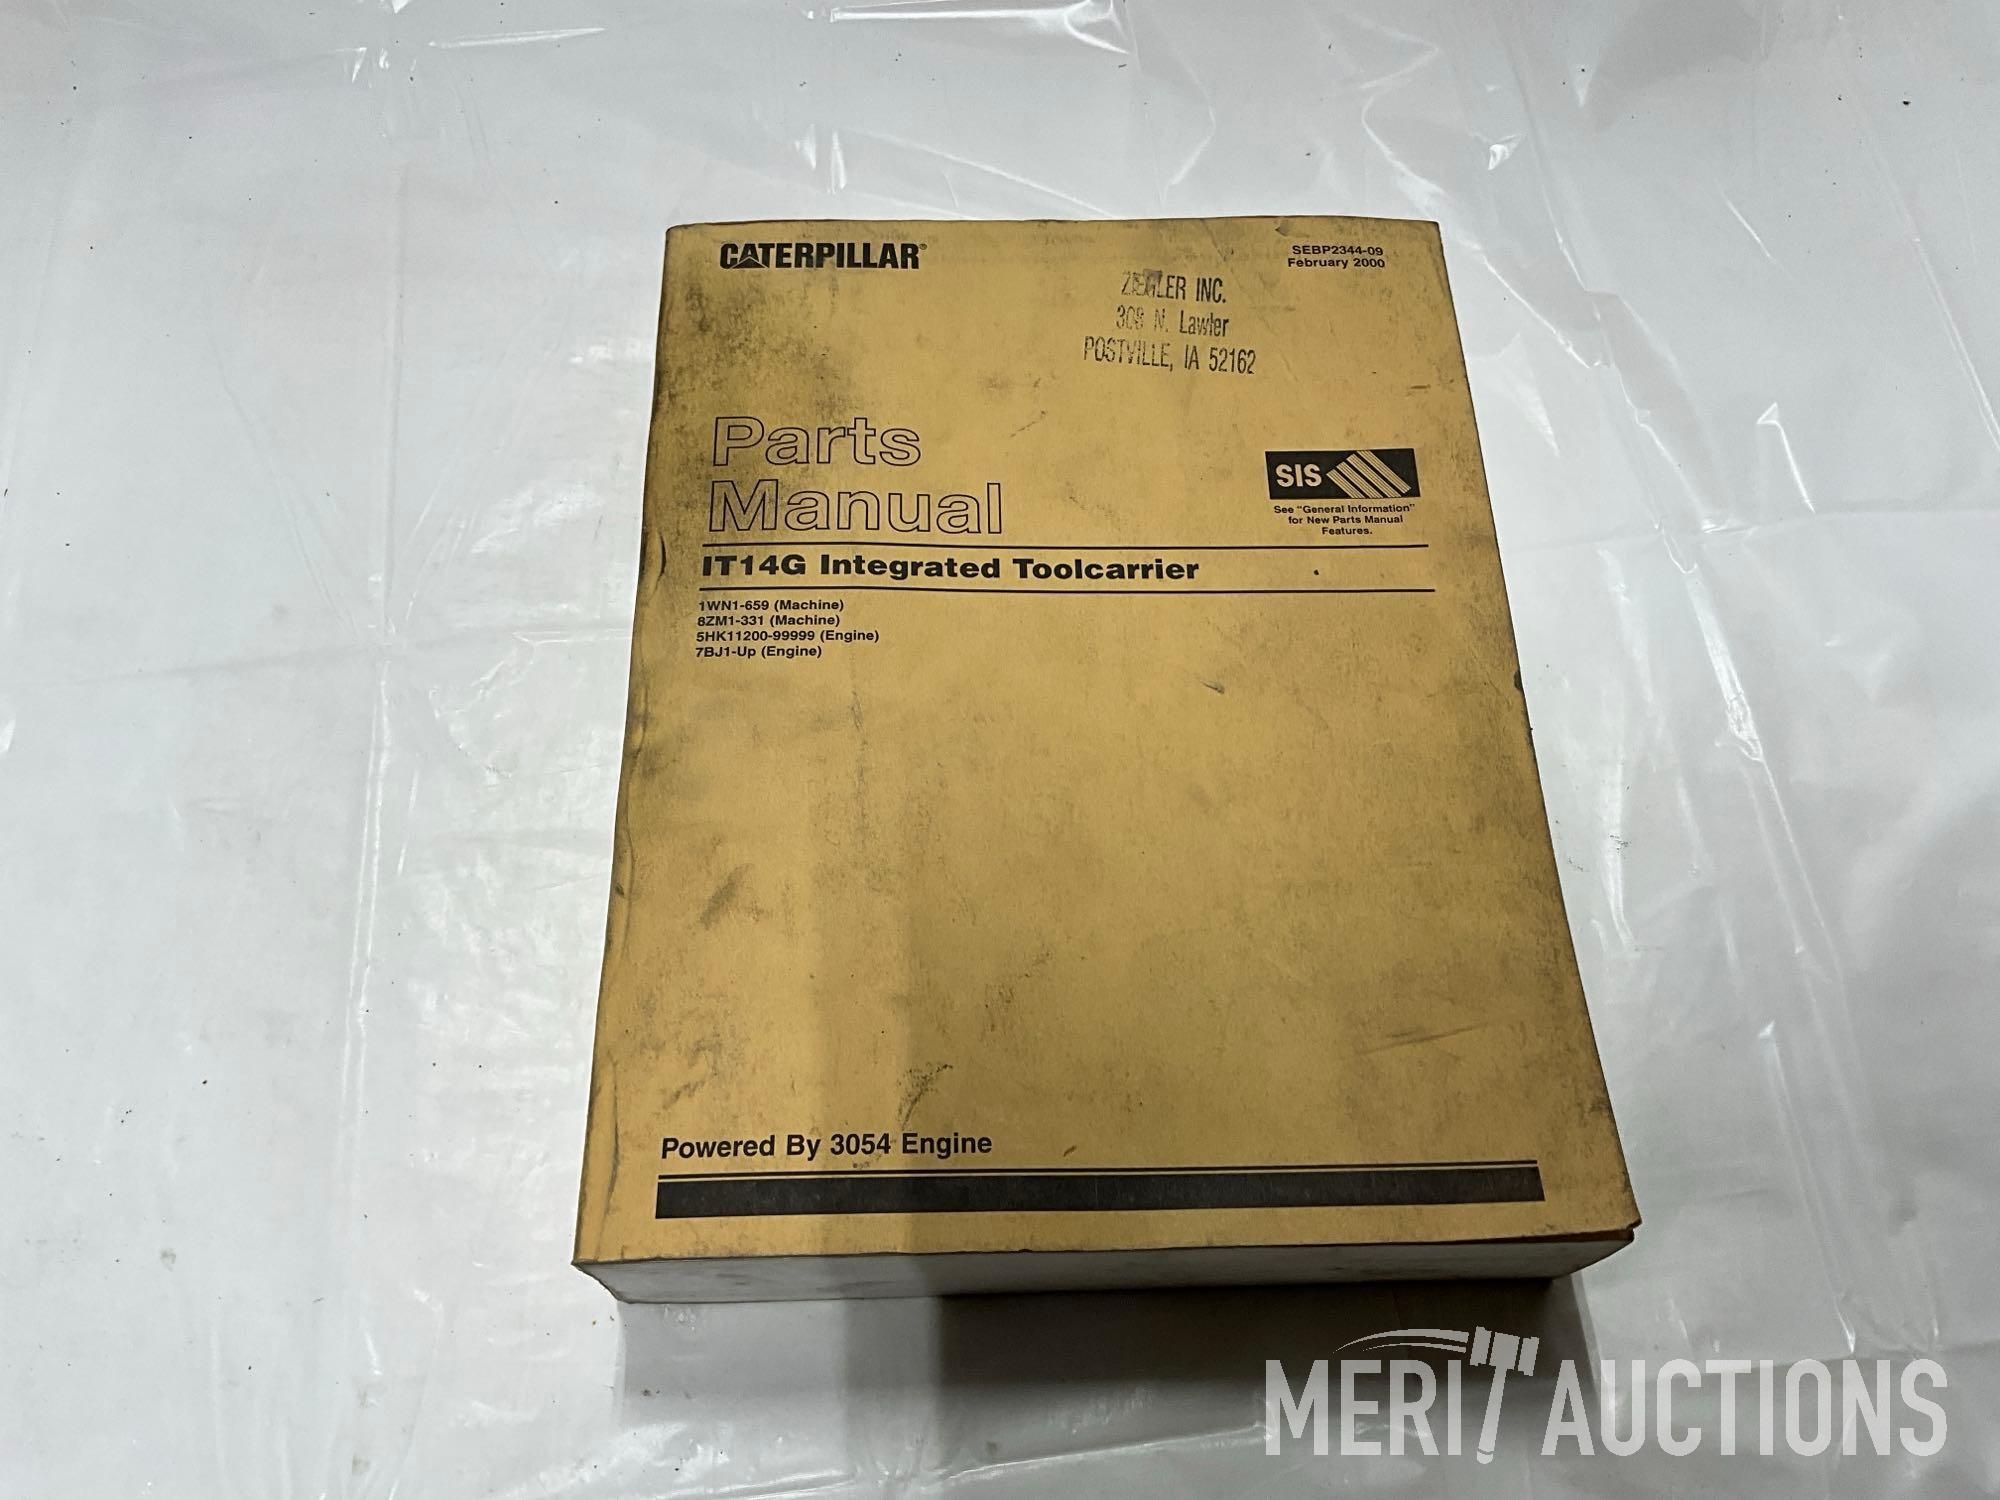 CATERPILLAR®
SEBP2344-09
February 2000
ZIEGLER INC.
308 N. Lawler
POSTVILLE, IA 52162
Parts
Manual
SIS
See "General Information"
for New Parts Manual
Features.
IT14G Integrated Toolcarrier
1WN1-659 (Machine)
8ZM1-331 (Machine)
5HK11200-99999 (Engine)
7BJ1-Up (Engine)
Powered By 3054 Engine
MERIT AUCTIONS